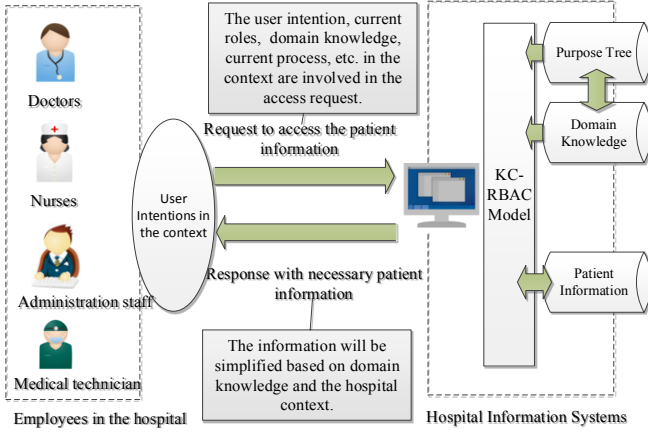 Doctors
Nurses
Administration staff
Medical technician
Employees in the hospital
User
Intentions in
the context
The user intention, current
roles, domain knowledge,
current process, etc. in the
context are involved in the
access request.
Request to access the patient
information
Response with necessary patient
information
The information will be
simplified based on domain
knowledge and the hospital
context.
KC-
RBAC
Model
Purpose Tree
Domain
Knowledge
Patient
Information
Hospital Information Systems